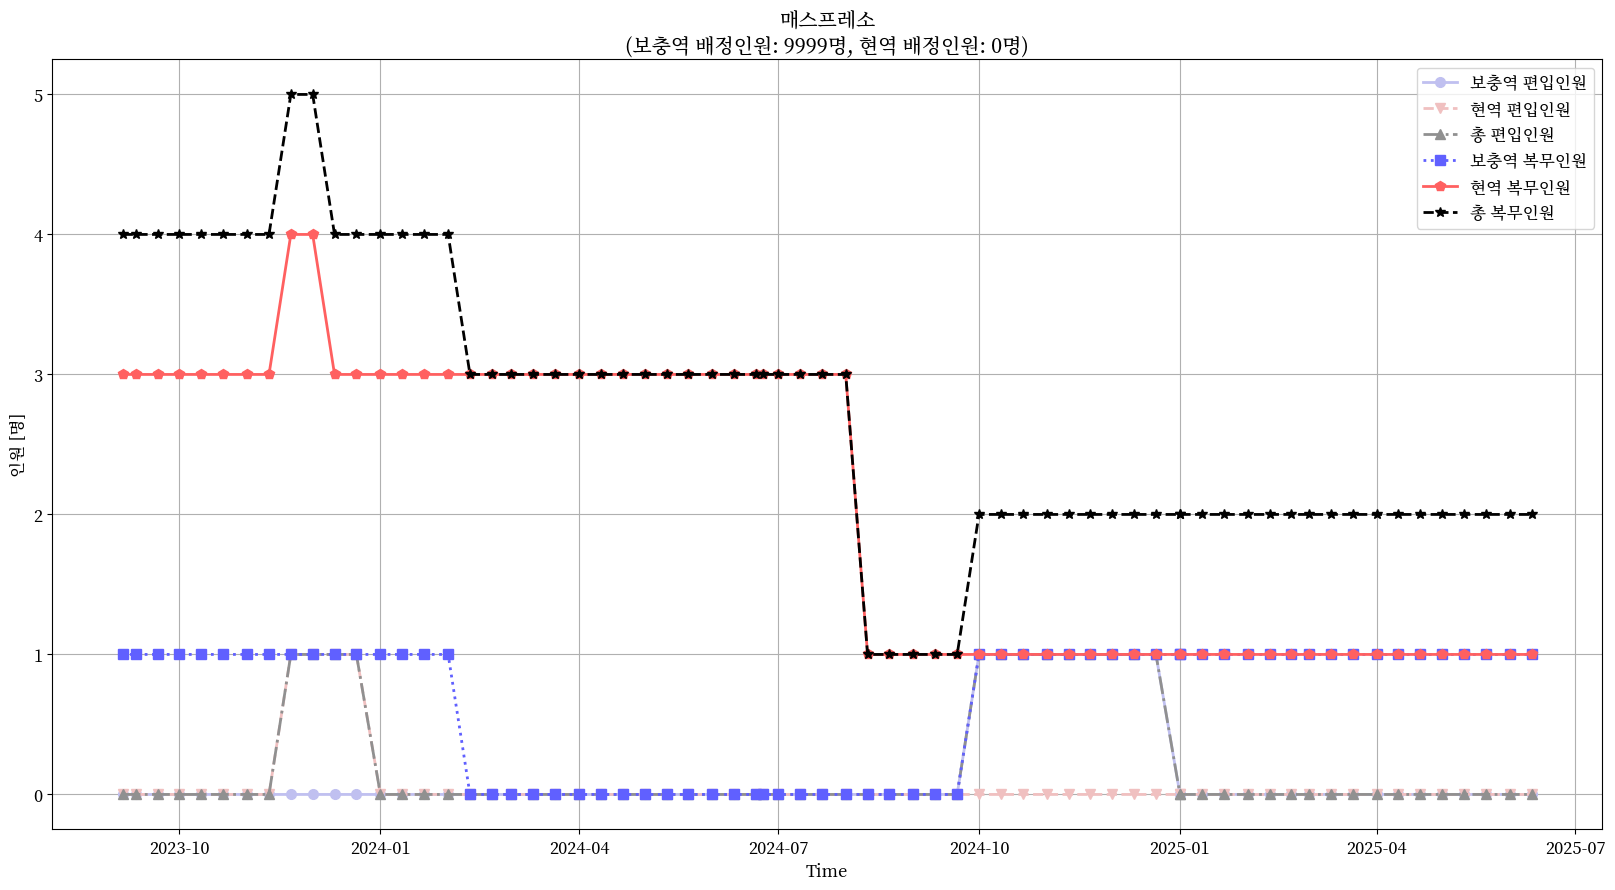 매스프레소
(보충역 배정인원: 9999명, 현역 배정인원: 0명)
보충역 편입인원
현역 편입인원
총 편입인원
보충역 복무인원
현역 복무인원
총 복무인원
인원 [명]
5
4
3
2
1
0
2023-10
2024-01
2024-04
2024-07
2024-10
2025-01
2025-04
2025-07
Time